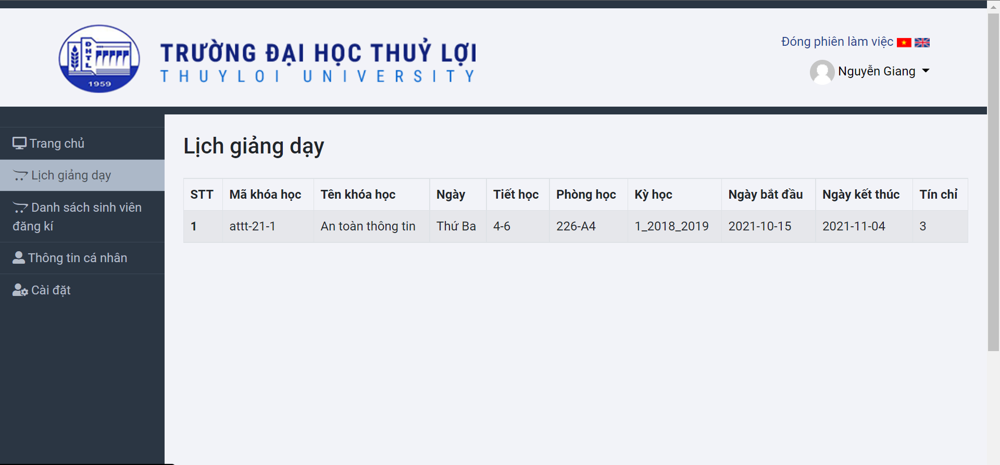 ĐHTL
1959
TRƯỜNG ĐẠI HỌC THUỶ LỢI
THUYLOI UNIVERSITY
Đóng phiên làm việc
Nguyễn Giang
Trang chủ
Lịch giảng dạy
Danh sách sinh viên
đăng kí
Thông tin cá nhân
Cài đặt
Lịch giảng dạy
STT Mã khóa học Tên khóa học Ngày Tiết học Phòng học Kỳ học Ngày bắt đầu Ngày kết thúc Tín chỉ
1 attt-21-1 An toàn thông tin Thứ Ba 4-6 226-A4 1_2018_2019 2021-10-15 2021-11-04 3